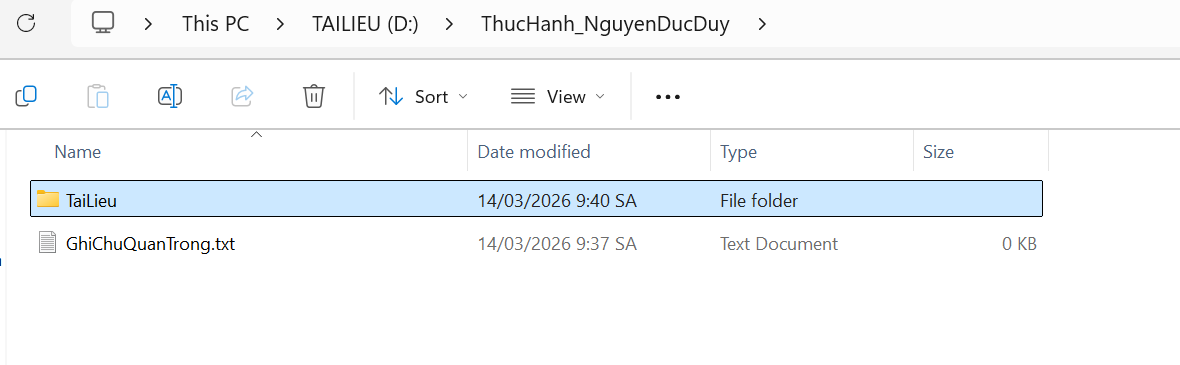 This PC > TAILIEU (D:) > ThucHanh_NguyenDucDuy >
Sort View
Name Date modified Type Size
TaiLieu 14/03/2026 9:40 SA File folder
GhiChuQuanTrong.txt 14/03/2026 9:37 SA Text Document 0 KB